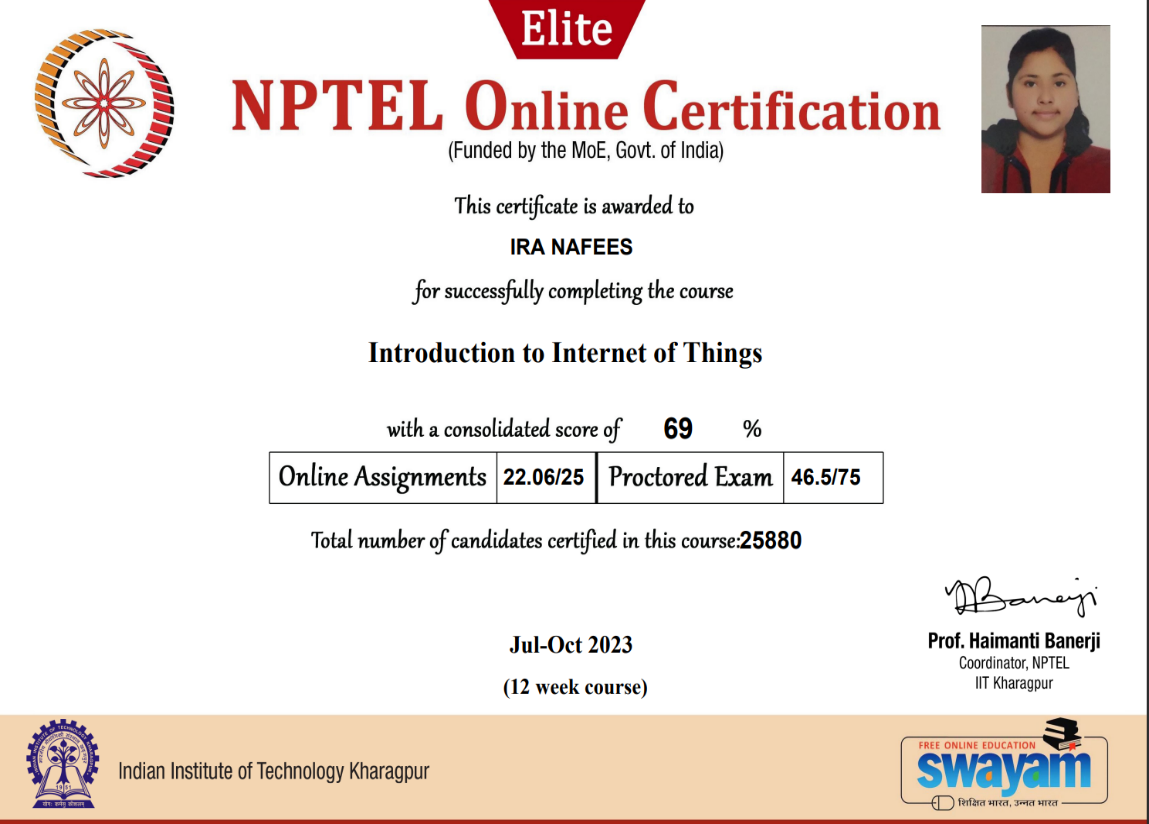 Elite
NPTEL Online Certification
(Funded by the MoE, Govt. of India)
This certificate is awarded to
IRA NAFEES
for successfully completing the course
Introduction to Internet of Things
with a consolidated score of 69 %
Online Assignments 22.06/25 Proctored Exam 46.5/75
Total number of candidates certified in this course:25880
Jul-Oct 2023
(12 week course)
Banerji
Prof. Haimanti Banerji
Coordinator, NPTEL
IIT Kharagpur
1951
Indian Institute of Technology Kharagpur
FREE ONLINE EDUCATION
swayam
शिक्षित भारत, उन्नत भारत